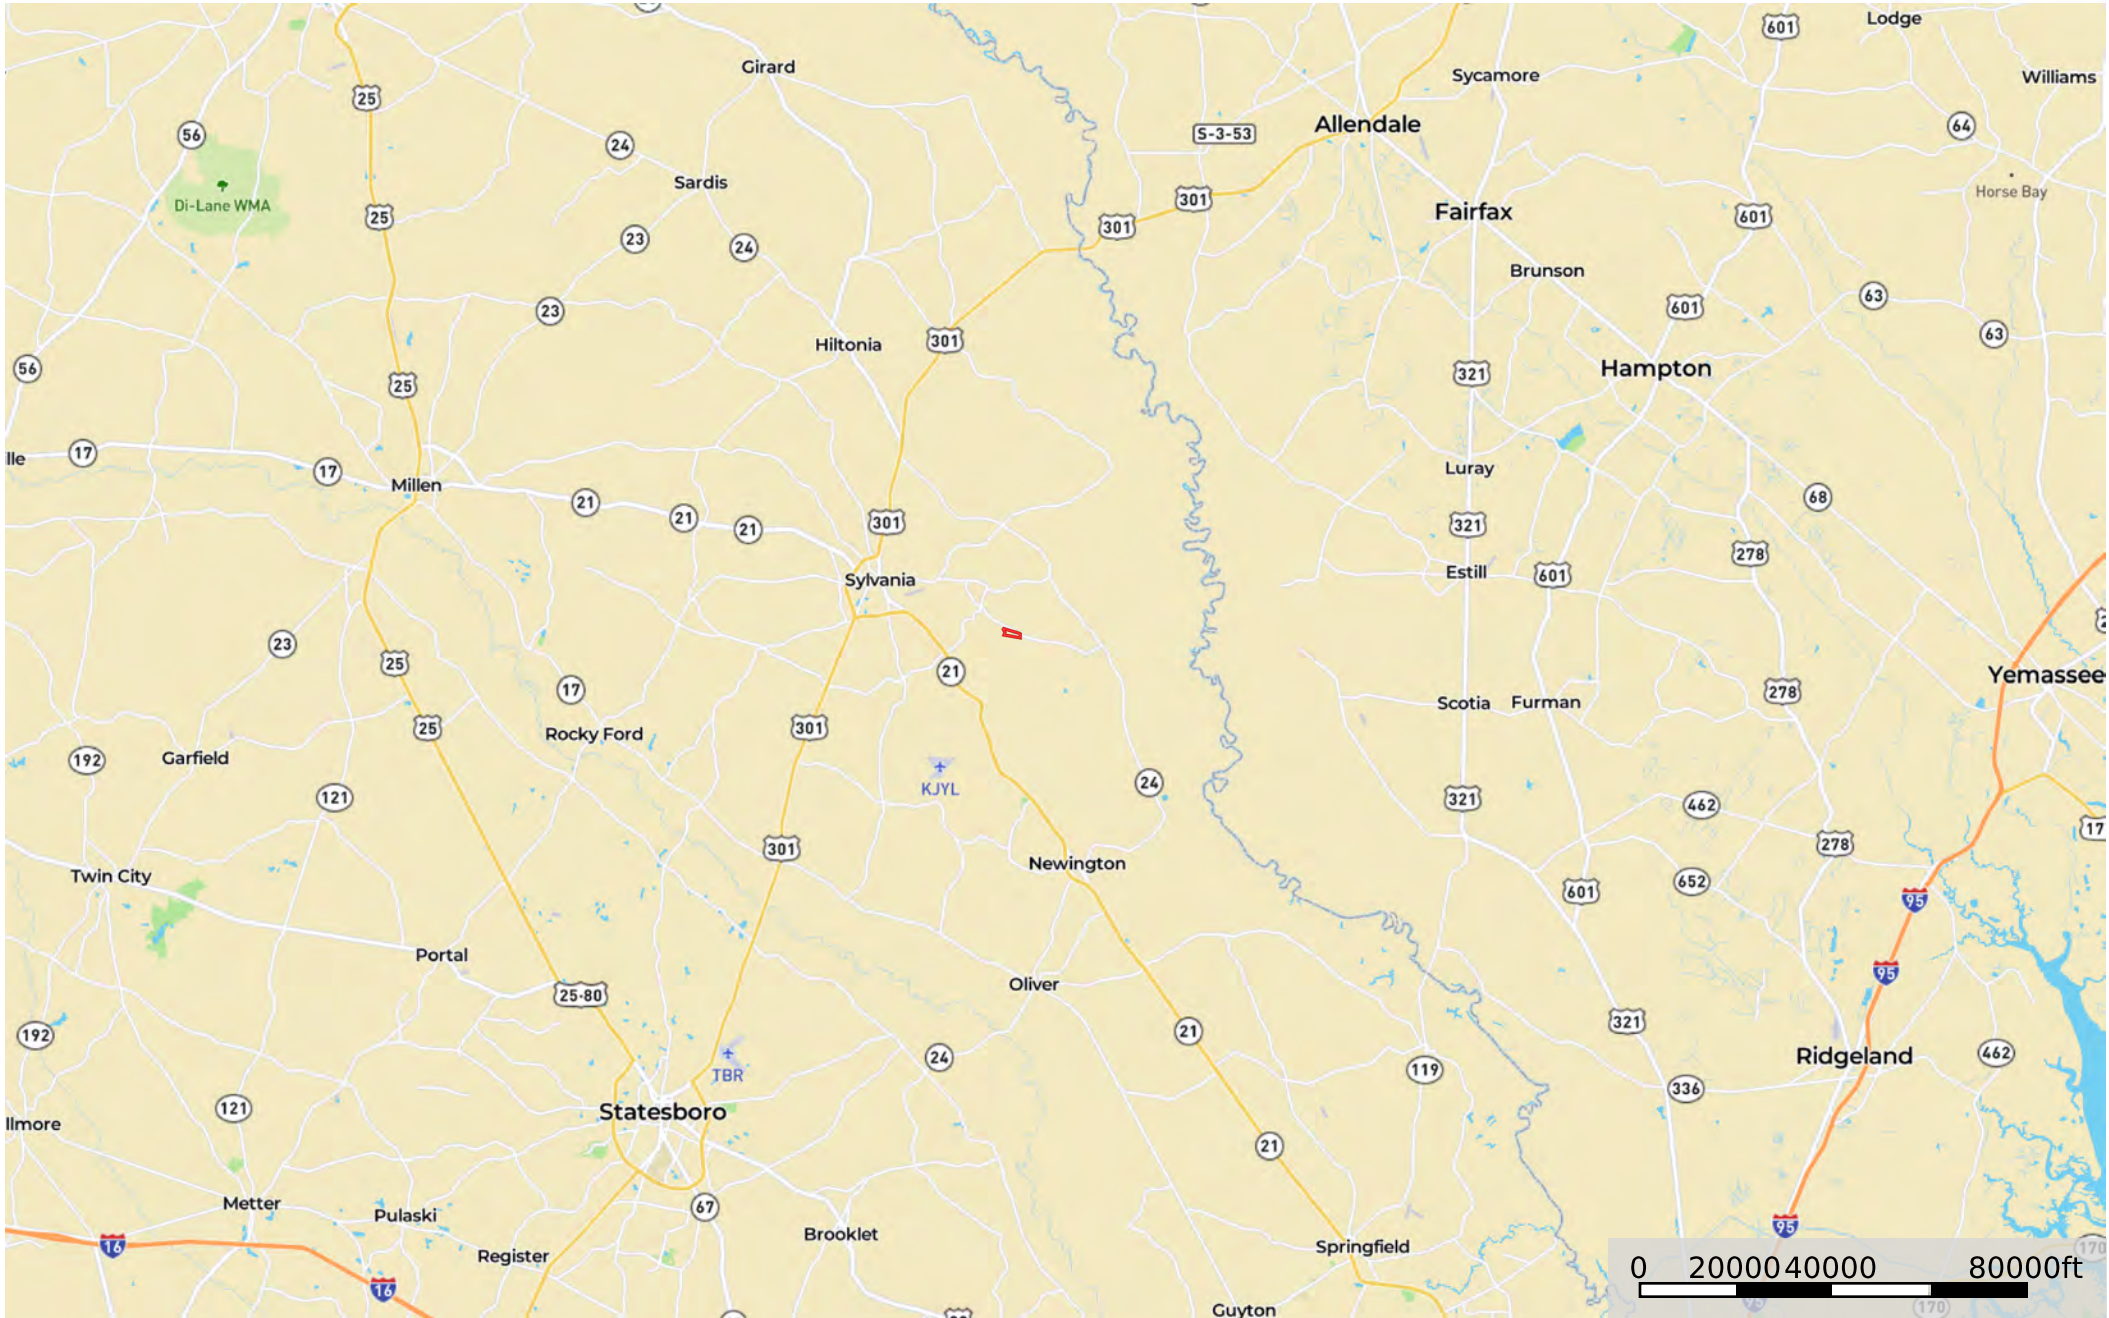 601
Lodge
Girard
Sycamore
Williams
25
56
24
S-3-53
Allendale
64
Sardis
Di-Lane WMA
Horse Bay
25
301
301
Fairfax
601
23
24
Brunson
23
63
601
63
301
Hiltonia
56
321
Hampton
25
17
lle
17
Millen
Luray
68
21
21
21
301
321
278
Sylvania
Estill
601
23
25
21
Yemassee
17
278
Scotia
Furman
25
301
Rocky Ford
192
Garfield
KJYL
24
121
321
462
17
301
278
Newington
Twin City
652
601
95
Portal
95
25-80
Oliver
192
321
21
24
TBR
119
Ridgeland
462
336
121
Statesboro
llmore
21
Metter
Pulaski
67
Brooklet
95
16
Register
Springfield
170
16
0 20000 40000 80000ft
95
170
Guyton